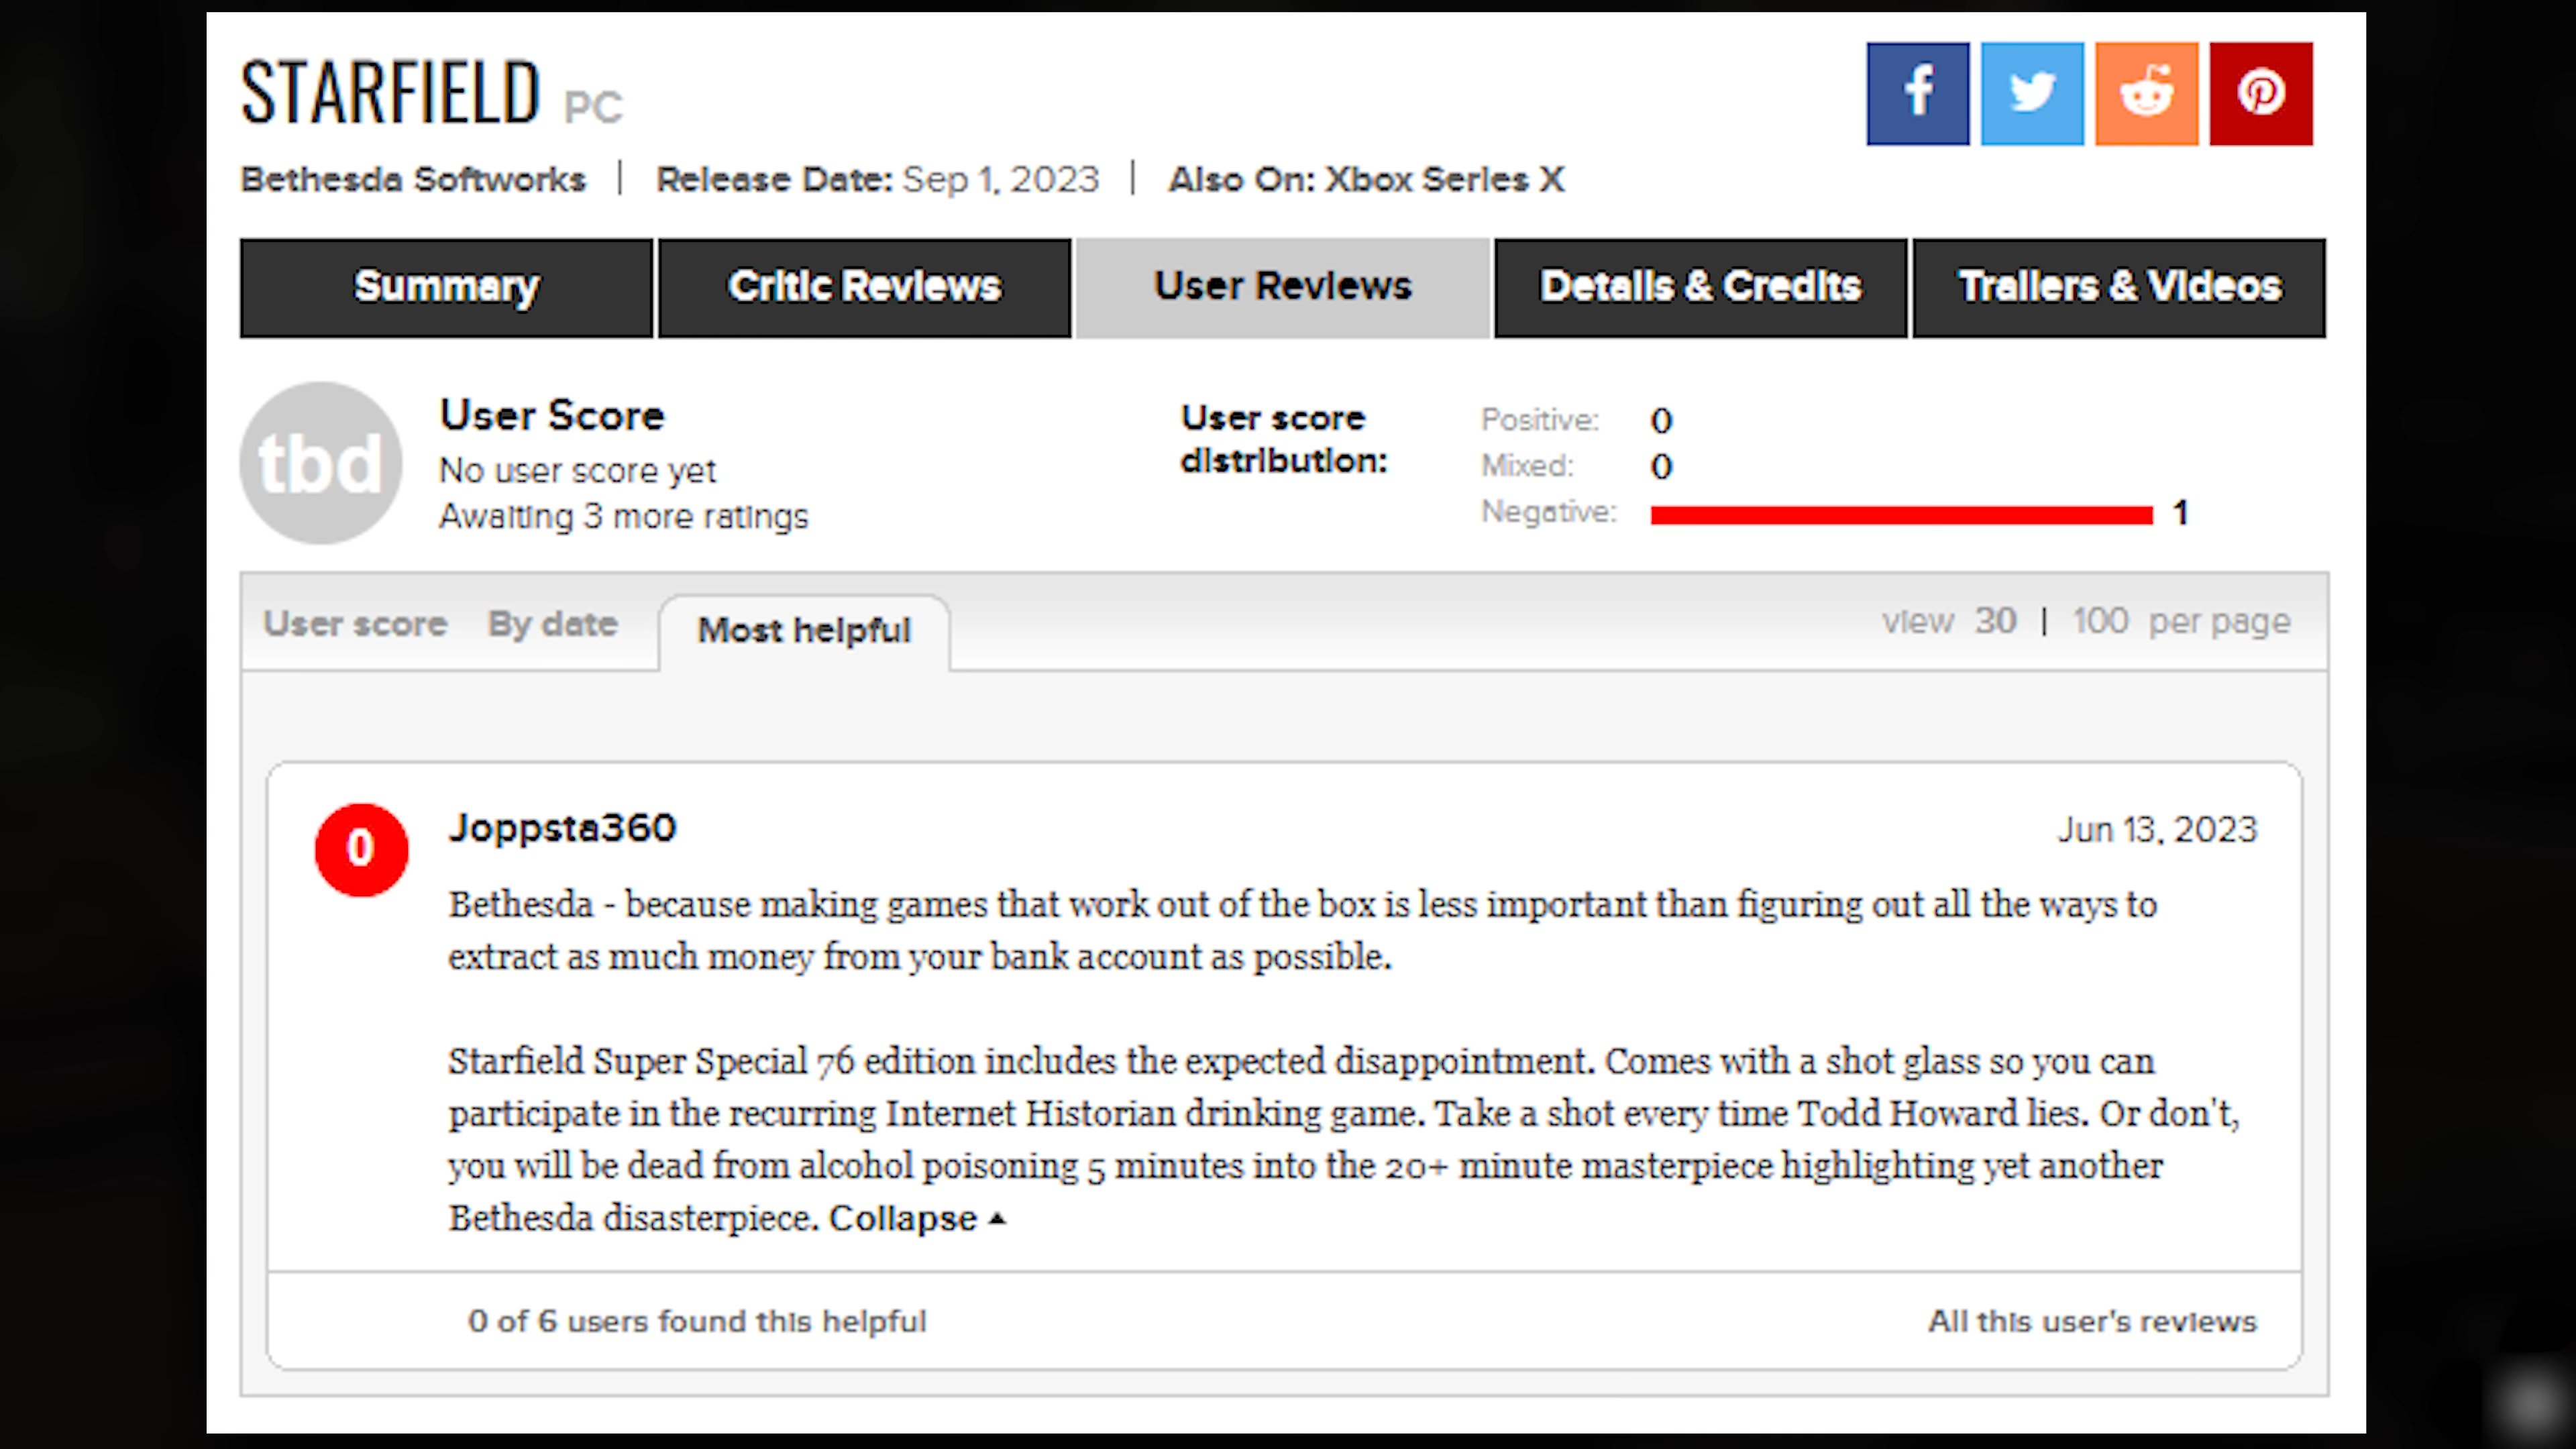 STARFIELD PC
Bethesda Softworks | Release Date: Sep 1, 2023 | Also On: Xbox Series X
Summary Critic Reviews User Reviews Details & Credits Trailers & Videos
tbd
User Score
No user score yet
Awaiting 3 more ratings
User score
distribution:
Positive: 0
Mixed: 0
Negative: 1
User score By date Most helpful view 30 | 100 per page
0 Joppsta360 Jun 13, 2023
Bethesda - because making games that work out of the box is less important than figuring out all the ways to
extract as much money from your bank account as possible.
Starfield Super Special 76 edition includes the expected disappointment. Comes with a shot glass so you can
participate in the recurring Internet Historian drinking game. Take a shot every time Todd Howard lies. Or don't,
you will be dead from alcohol poisoning 5 minutes into the 20+ minute masterpiece highlighting yet another
Bethesda disasterpiece. Collapse ▲
0 of 6 users found this helpful All this user's reviews